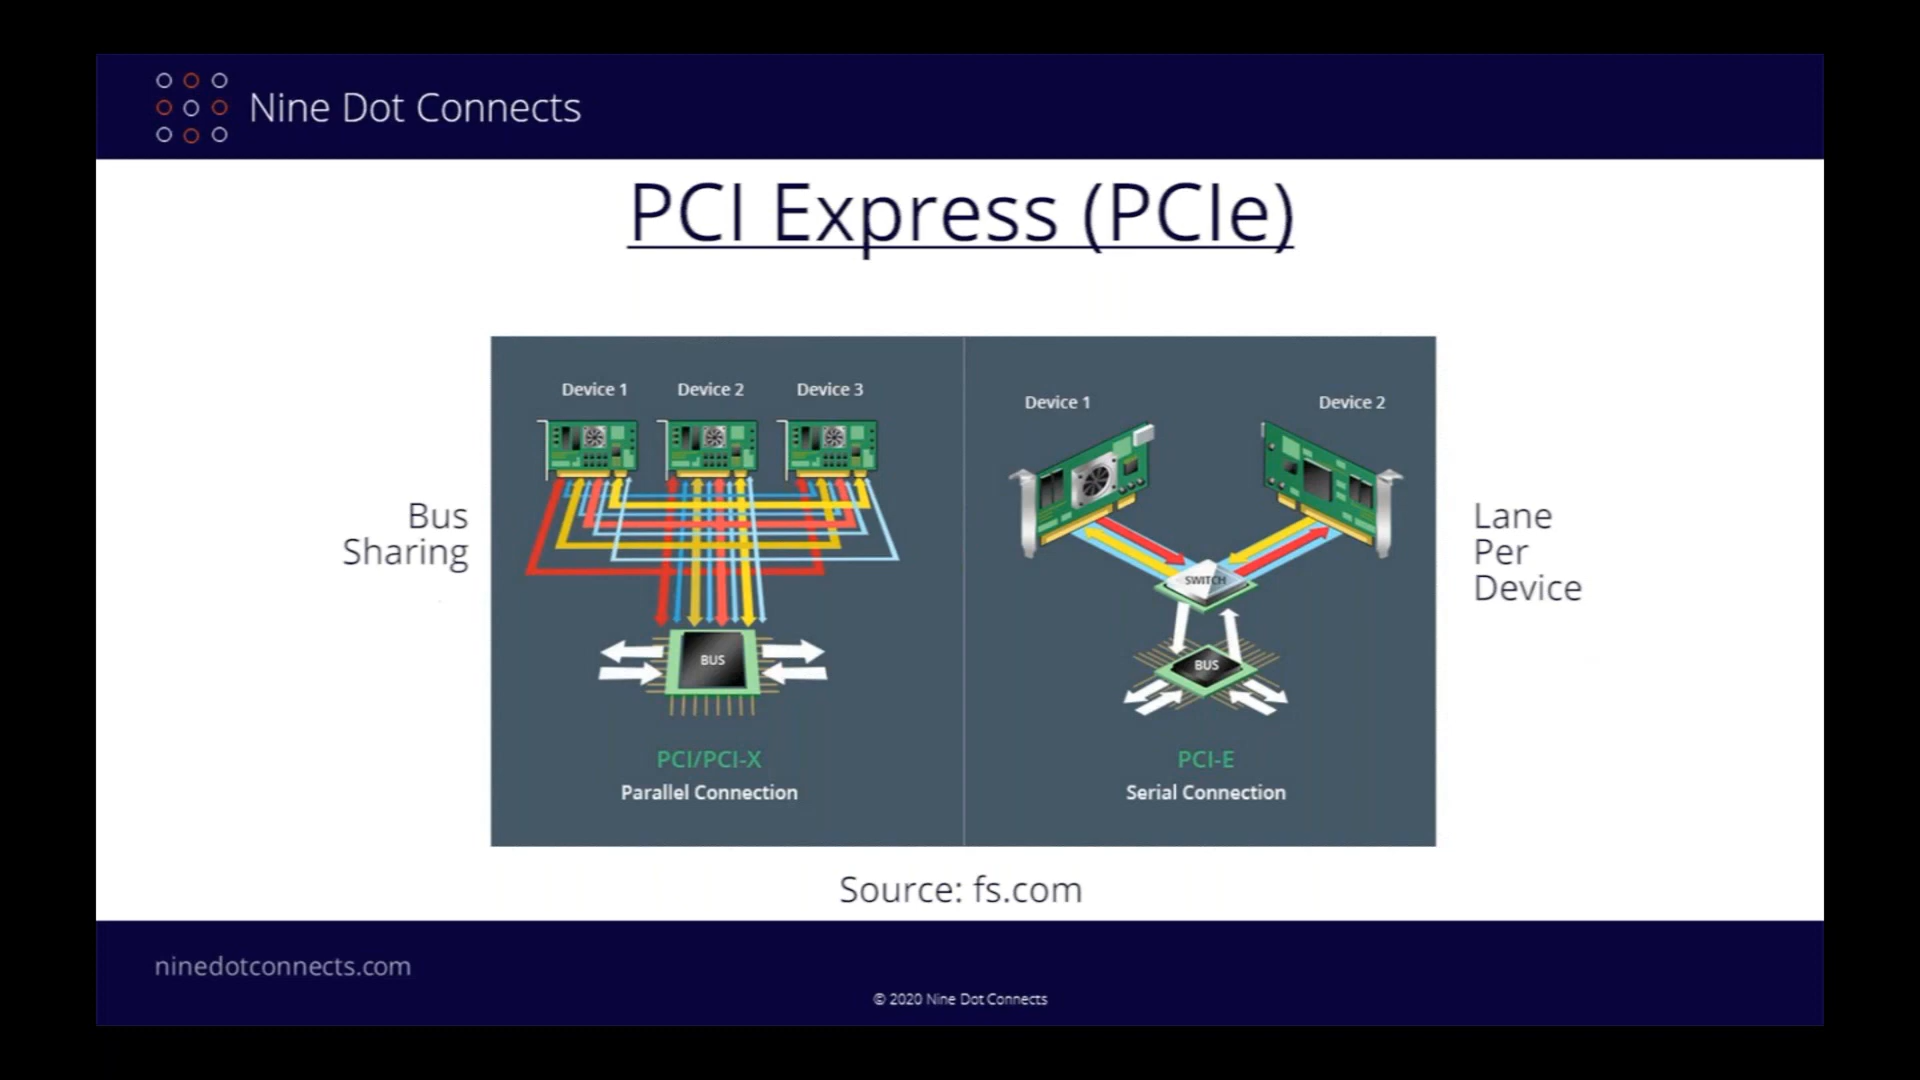 Nine Dot Connects
PCI Express (PCIe)
Bus
Sharing
Device 1
Device 2
Device 3
BUS
PCI/PCI-X
Parallel Connection
Device 1
Device 2
SWITCH
BUS
PCI-E
Serial Connection
Lane
Per
Device
Source: fs.com
ninedotconnects.com
© 2020 Nine Dot Connects